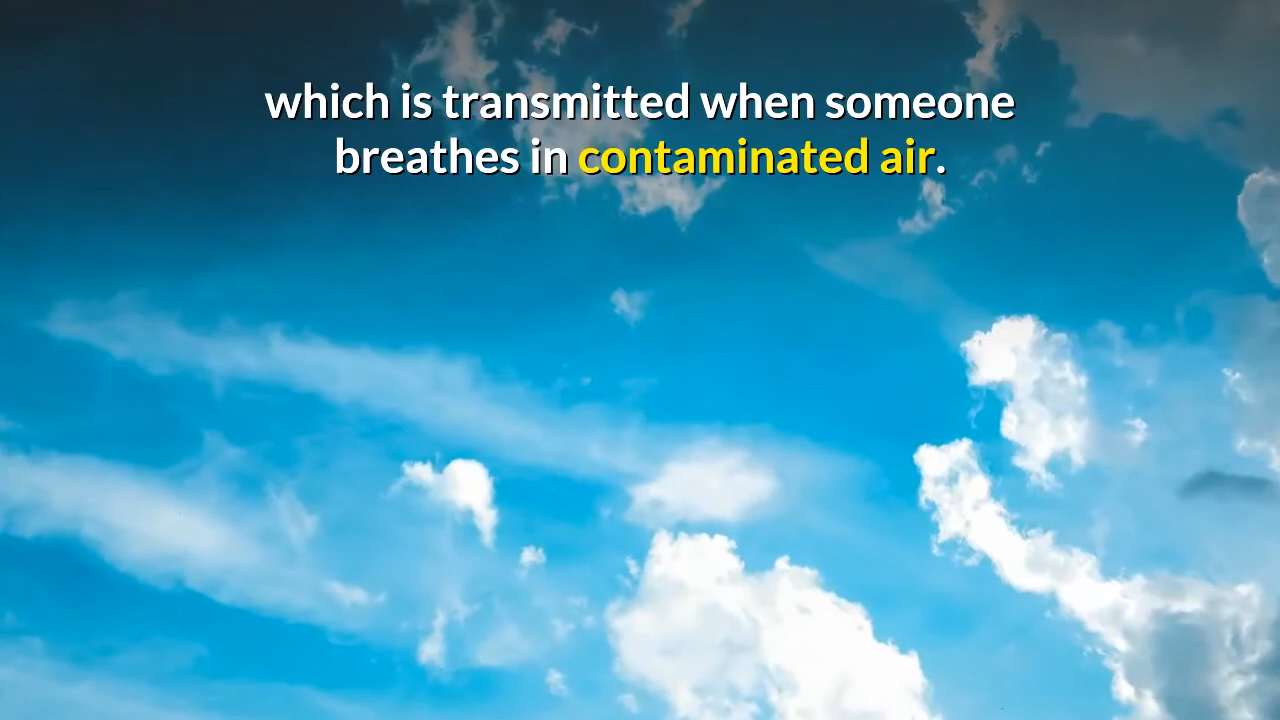 which is transmitted when someone
breathes in contaminated air.